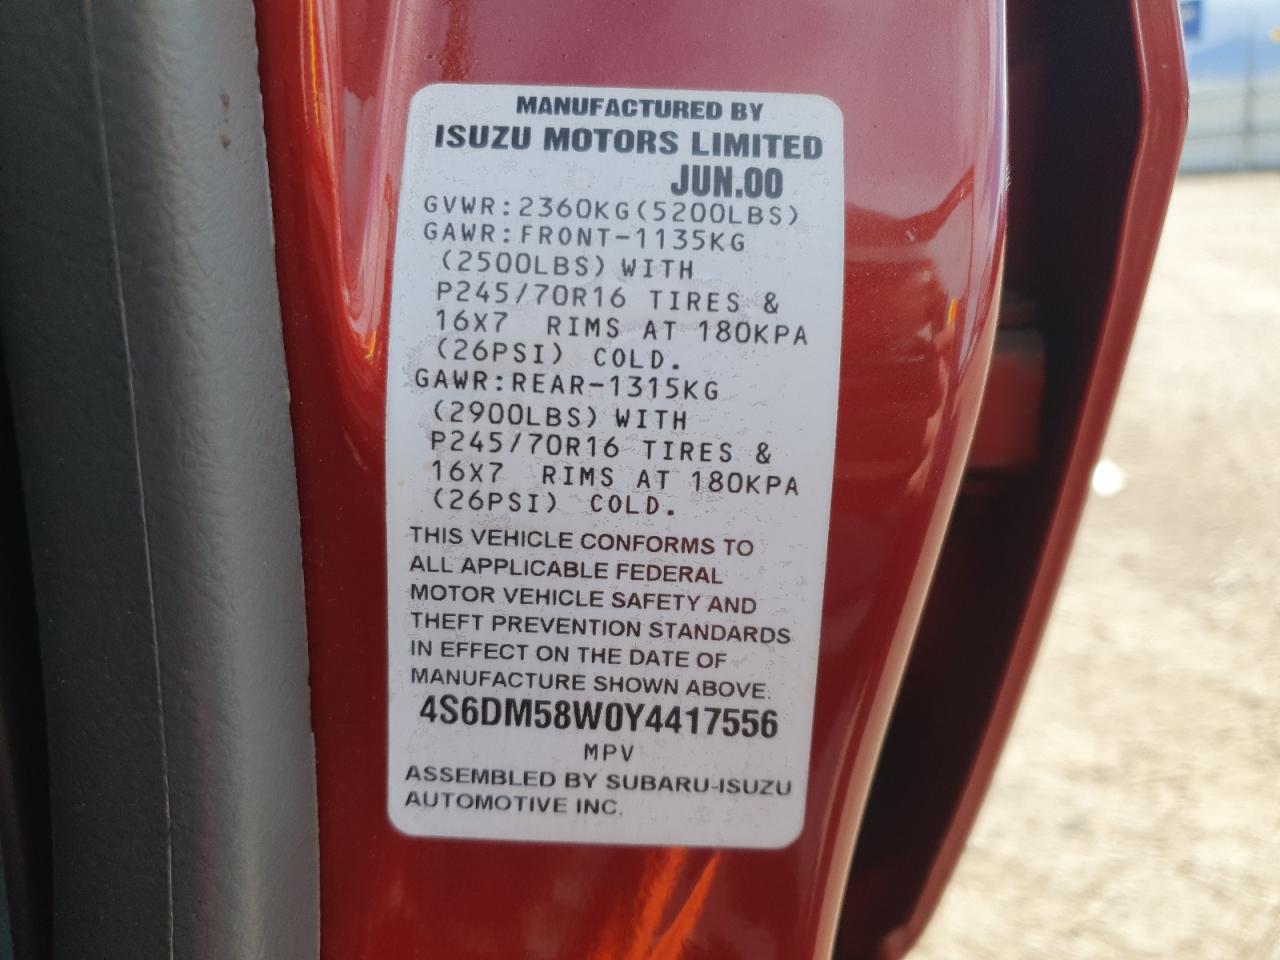 MANUFACTURED BY
ISUZU MOTORS LIMITED
JUN.00
GVWR:2360KG(5200LBS)
GAWR:FRONT-1135KG
(2500LBS) WITH
P245/70R16 TIRES &
16X7 RIMS AT 180KPA
(26PSI) COLD.
GAWR:REAR-1315KG
(2900LBS) WITH
P245/70R16 TIRES &
16X7 RIMS AT 180KPA
(26PSI) COLD.
THIS VEHICLE CONFORMS TO
ALL APPLICABLE FEDERAL
MOTOR VEHICLE SAFETY AND
THEFT PREVENTION STANDARDS
IN EFFECT ON THE DATE OF
MANUFACTURE SHOWN ABOVE.
4S6DM58W0Y4417556
MPV
ASSEMBLED BY SUBARU-ISUZU
AUTOMOTIVE INC.